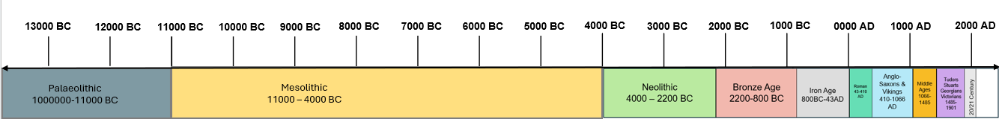 13000 BC 12000 BC 11000 BC 10000 BC 9000 BC 8000 BC 7000 BC 6000 BC 5000 BC 4000 BC 3000 BC 2000 BC 1000 BC 0000 AD 1000 AD 2000 AD
Palaeolithic
1000000-11000 BC
Mesolithic
11000 – 4000 BC
Neolithic
4000 – 2200 BC
Bronze Age
2200-800 BC
Iron Age
800BC-43AD
Roman
43-410
AD
Anglo-
Saxons &
Vikings
410-1066
AD
Middle
Ages
1066-
1485
Tudors
Stuarts
Georgians
Victorians
1485-
1901
20/21 Century